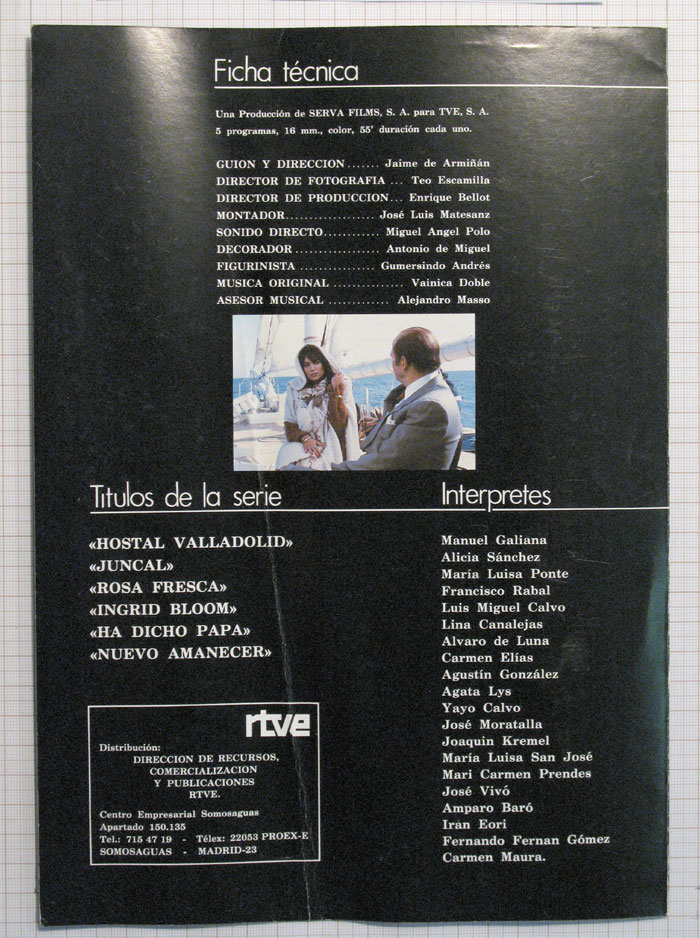 Ficha técnica
Una Producción de SERVA FILMS, S. A. para TVE, S. A.
5 programas, 16 mm., color, 55' duración cada uno.
GUION Y DIRECCION ....... Jaime de Armiñán
DIRECTOR DE FOTOGRAFIA ... Teo Escamilla
DIRECTOR DE PRODUCCION... Enrique Bellot
MONTADOR.................. José Luis Matesanz
SONIDO DIRECTO............ Miguel Angel Polo
DECORADOR ................. Antonio de Miguel
FIGURINISTA ................ Gumersindo Andrés
MUSICA ORIGINAL ................ Vainica Doble
ASESOR MUSICAL ............. Alejandro Masso
Titulos de la serie
«HOSTAL VALLADOLID»
«JUNCAL»
«ROSA FRESCA»
«INGRID BLOOM»
«HA DICHO PAPA»
«NUEVO AMANECER»
Interpretes
Manuel Galiana
Alicia Sánchez
María Luisa Ponte
Francisco Rabal
Luis Miguel Calvo
Lina Canalejas
Alvaro de Luna
Carmen Elías
Agustín González
Agata Lys
Yayo Calvo
José Moratalla
Joaquin Kremel
María Luisa San José
Mari Carmen Prendes
José Vivó
Amparo Baró
Irán Eori
Fernando Fernan Gómez
Carmen Maura.
rtve
Distribución:
DIRECCION DE RECURSOS,
COMERCIALIZACION
Y PUBLICACIONES
RTVE.
Centro Empresarial Somosaguas
Apartado 150.135
Tel.: 715 47 19 - Télex: 22053 PROEX-E
SOMOSAGUAS - MADRID-23